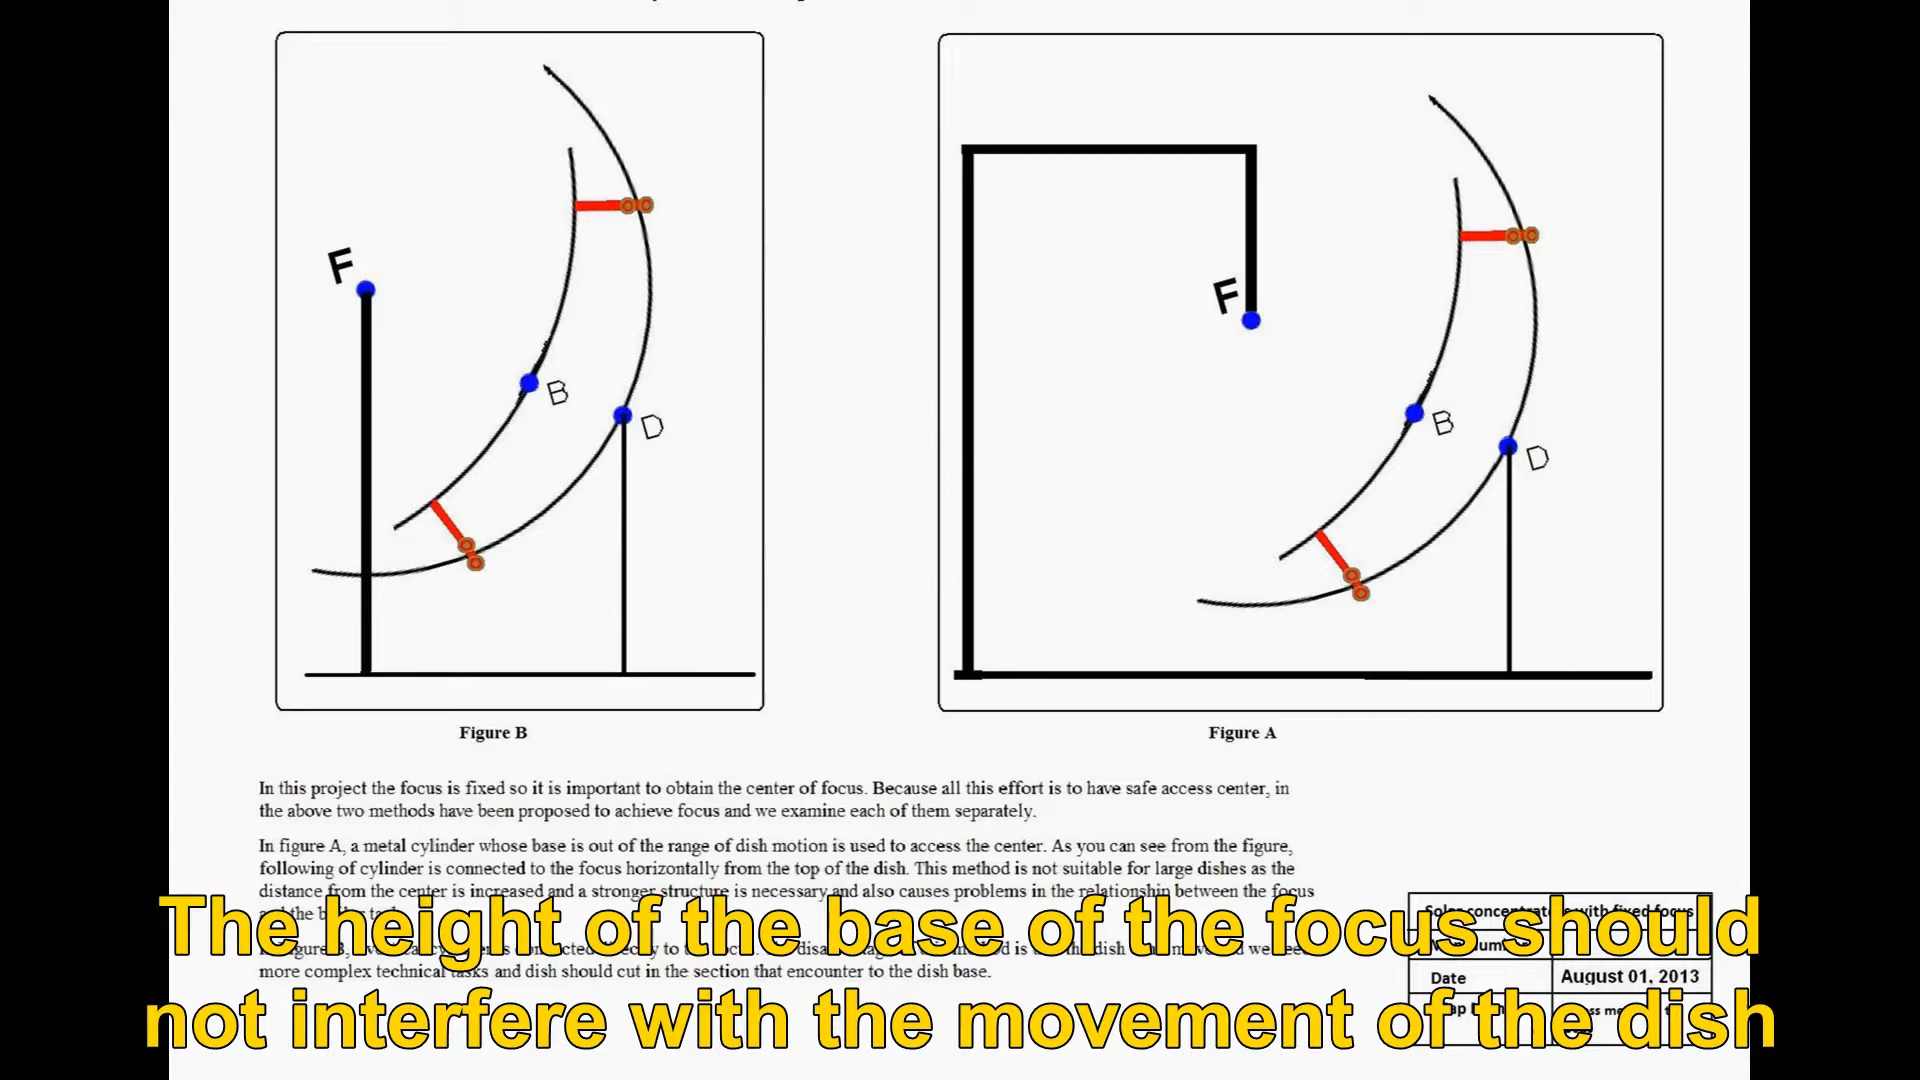 F
B
D
F
B
D
Figure B
Figure A
In this project the focus is fixed so it is important to obtain the center of focus. Because all this effort is to have safe access center, in
the above two methods have been proposed to achieve focus and we examine each of them separately.
In figure A, a metal cylinder whose base is out of the range of dish motion is used to access the center. As you can see from the figure,
following of cylinder is connected to the focus horizontally from the top of the dish. This method is not suitable for large dishes as the
distance from the center is increased and a stronger structure is necessary and also causes problems in the relationship between the focus
the
more complex technical tasks and dish should cut in the section that encounter to the dish base.
Solar concentrator with fixed focus
Date
August 01, 2013
The height of the base of the focus should
not interfere with the movement of the dish